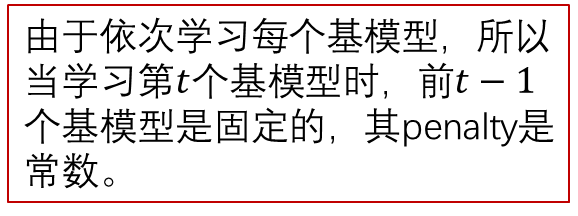 由于依次学习每个基模型，所以
当学习第t个基模型时，前t − 1
个基模型是固定的，其penalty是
常数。